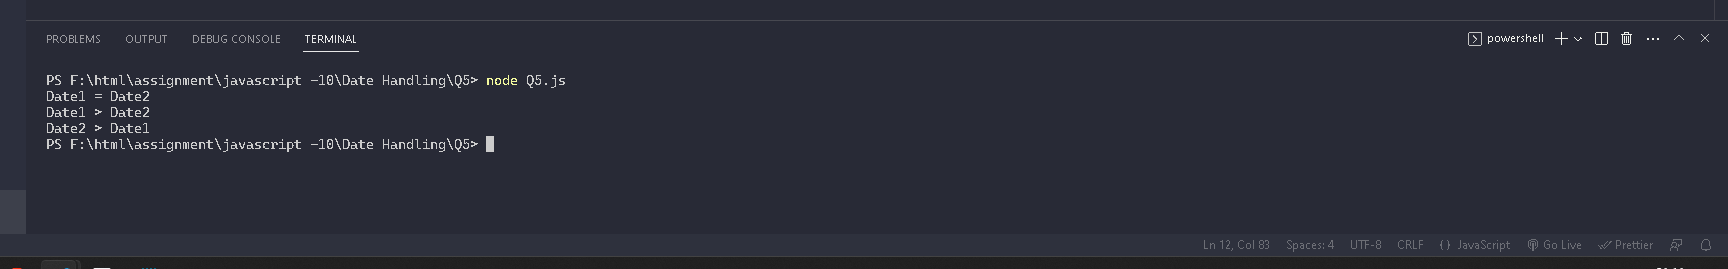 PROBLEMS OUTPUT DEBUG CONSOLE TERMINAL powershell
PS F:\html\assignment\javascript -10\Date Handling\Q5> node Q5.js
Date1 = Date2
Date1 > Date2
Date2 > Date1
PS F:\html\assignment\javascript -10\Date Handling\Q5>
Ln 12, Col 83 Spaces: 4 UTF-8 CRLF {} JavaScript Go Live Prettier